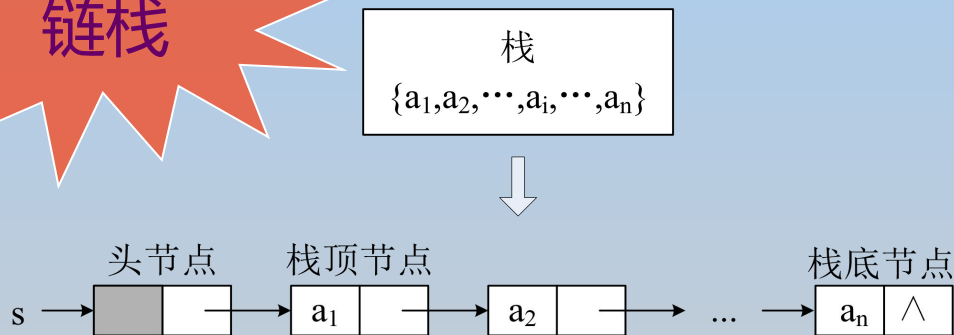 链栈
栈
{a₁,a₂,⋯,aᵢ,⋯,aₙ}
头节点 栈顶节点 栈底节点
s a₁ a₂ ... aₙ ∧